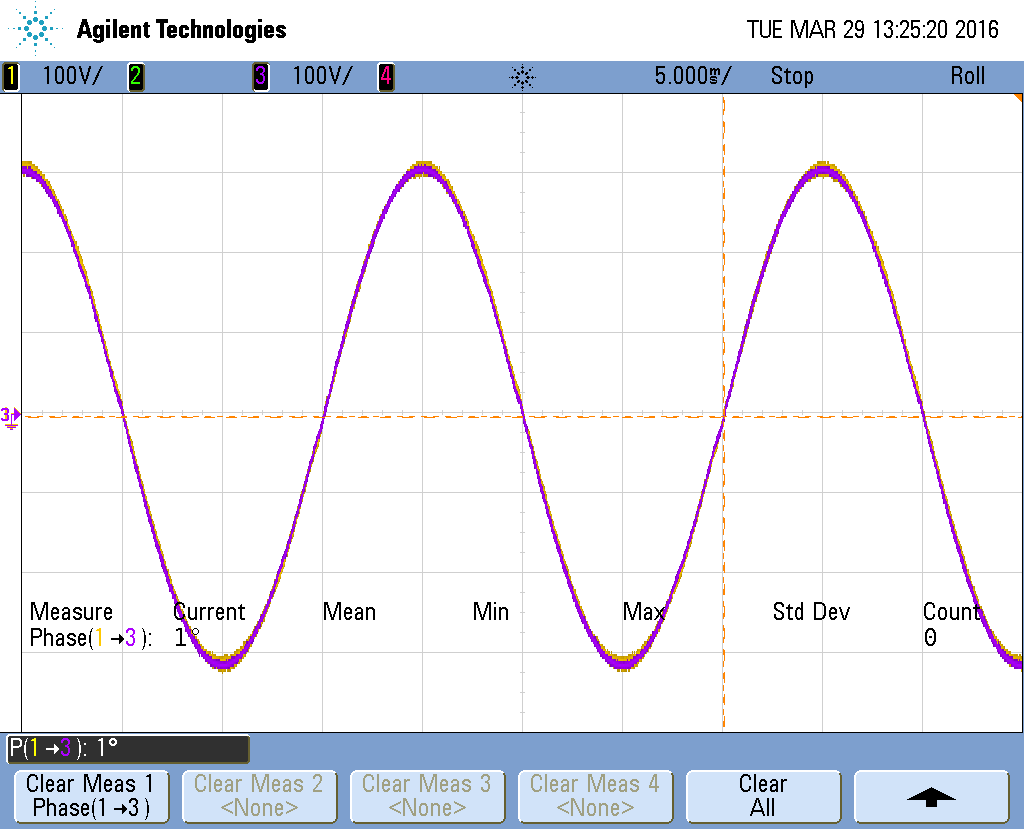 Agilent Technologies TUE MAR 29 13:25:20 2016
1 100V/ 2 3 100V/ 4 5.000ms/ Stop Roll
3
Measure Current Mean Min Max Std Dev Count
Phase(1→3): 1° 0
P(1→3): 1°
Clear Meas 1 Clear Meas 2 Clear Meas 3 Clear Meas 4 Clear
Phase(1→3) <None> <None> <None> All